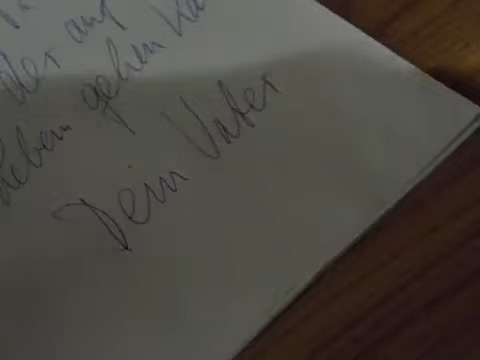 der auf
Leben gehen
Dein Vater